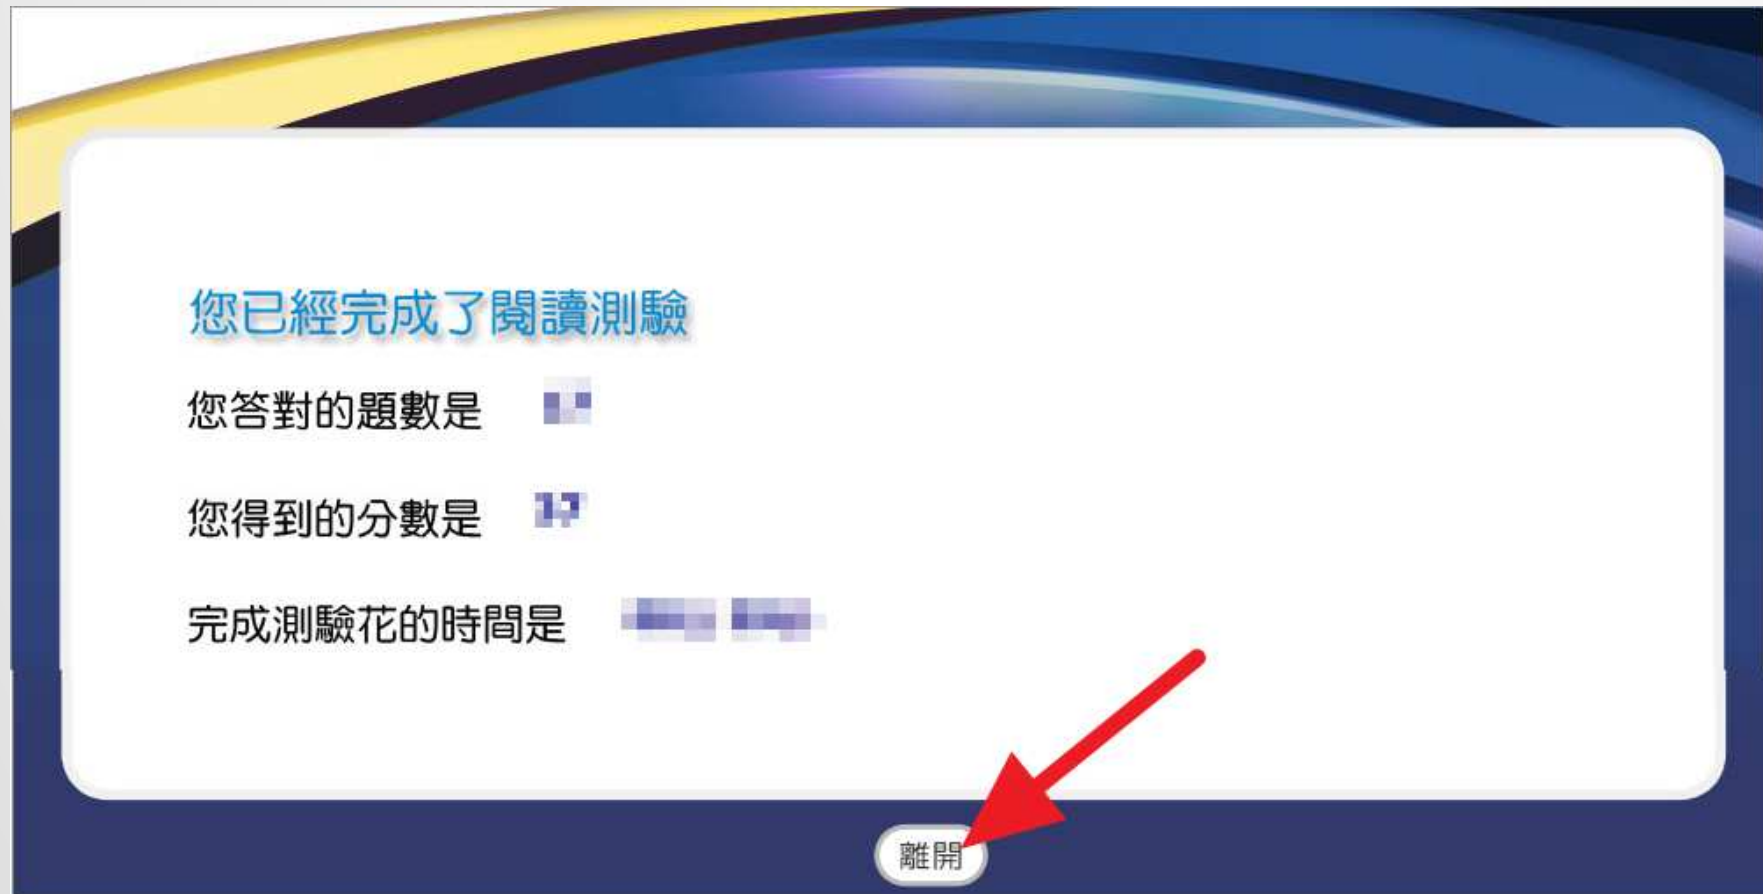 您已經完成了閱讀測驗
您答對的題數是
您得到的分數是
完成測驗花的時間是
離開